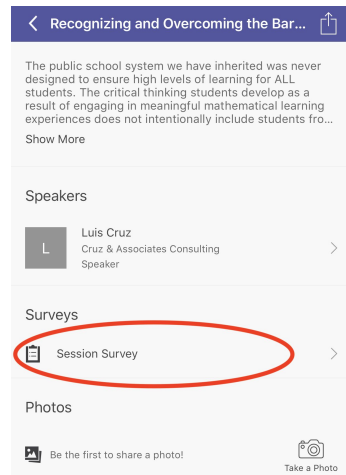 Recognizing and Overcoming the Bar...
The public school system we have inherited was never
designed to ensure high levels of learning for ALL
students. The critical thinking students develop as a
result of engaging in meaningful mathematical learning
experiences does not intentionally include students fro...
Show More
Speakers
L
Luis Cruz
Cruz & Associates Consulting
Speaker
Surveys
Session Survey
Photos
Be the first to share a photo!
Take a Photo